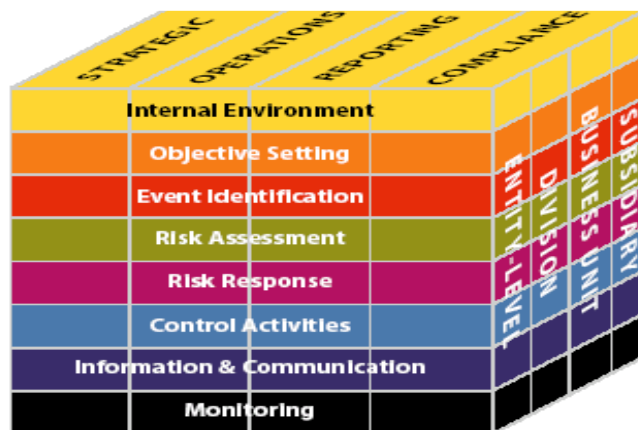 STRATEGIC
OPERATIONS
REPORTING
COMPLIANCE
Internal Environment
Objective Setting
Event Identification
Risk Assessment
Risk Response
Control Activities
Information & Communication
Monitoring
ENTITY-LEVEL
DIVISION
BUSINESS UNIT
SUBSIDIARY